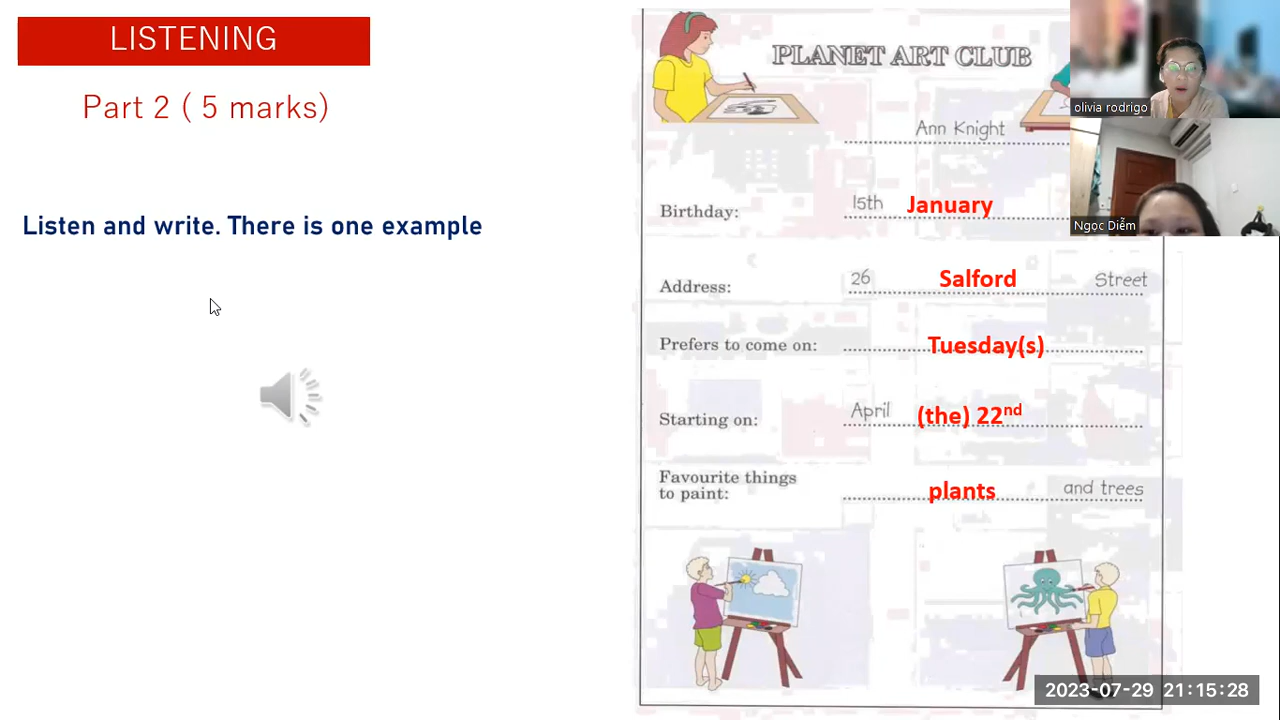 LISTENING
Part 2 ( 5 marks)
Listen and write. There is one example
PLANET ART CLUB
Ann Knight
Birthday: 15th January
Address: 26 Salford Street
Prefers to come on: Tuesday(s)
Starting on: April (the) 22nd
Favourite things
to paint: plants and trees
olivia rodrigo
Ngọc Diễm
2023-07-29 21:15:28